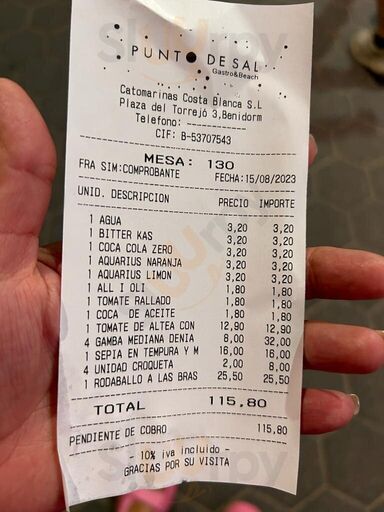 PUNTO DE SAL
Gastro&Beach
Catomarinas Costa Blanca S.L
Plaza del Torrejó 3,Benidorm
Telefono: --------------
CIF: B-53707543
MESA: 130
FRA SIM:COMPROBANTE FECHA:15/08/2023
UNID. DESCRIPCION PRECIO IMPORTE
1 AGUA 3,20 3,20
1 BITTER KAS 3,20 3,20
1 COCA COLA ZERO 3,20 3,20
1 AQUARIUS NARANJA 3,20 3,20
1 AQUARIUS LIMON 3,20 3,20
1 ALL I OLI 1,80 1,80
1 TOMATE RALLADO 1,80 1,80
1 COCA DE ACEITE 1,80 1,80
1 TOMATE DE ALTEA CON 12,90 12,90
4 GAMBA MEDIANA DENIA 8,00 32,00
1 SEPIA EN TEMPURA Y M 16,00 16,00
4 UNIDAD CROQUETA 2,00 8,00
1 RODABALLO A LAS BRAS 25,50 25,50
TOTAL 115,80
PENDIENTE DE COBRO 115,80
- 10% iva incluido -
GRACIAS POR SU VISITA